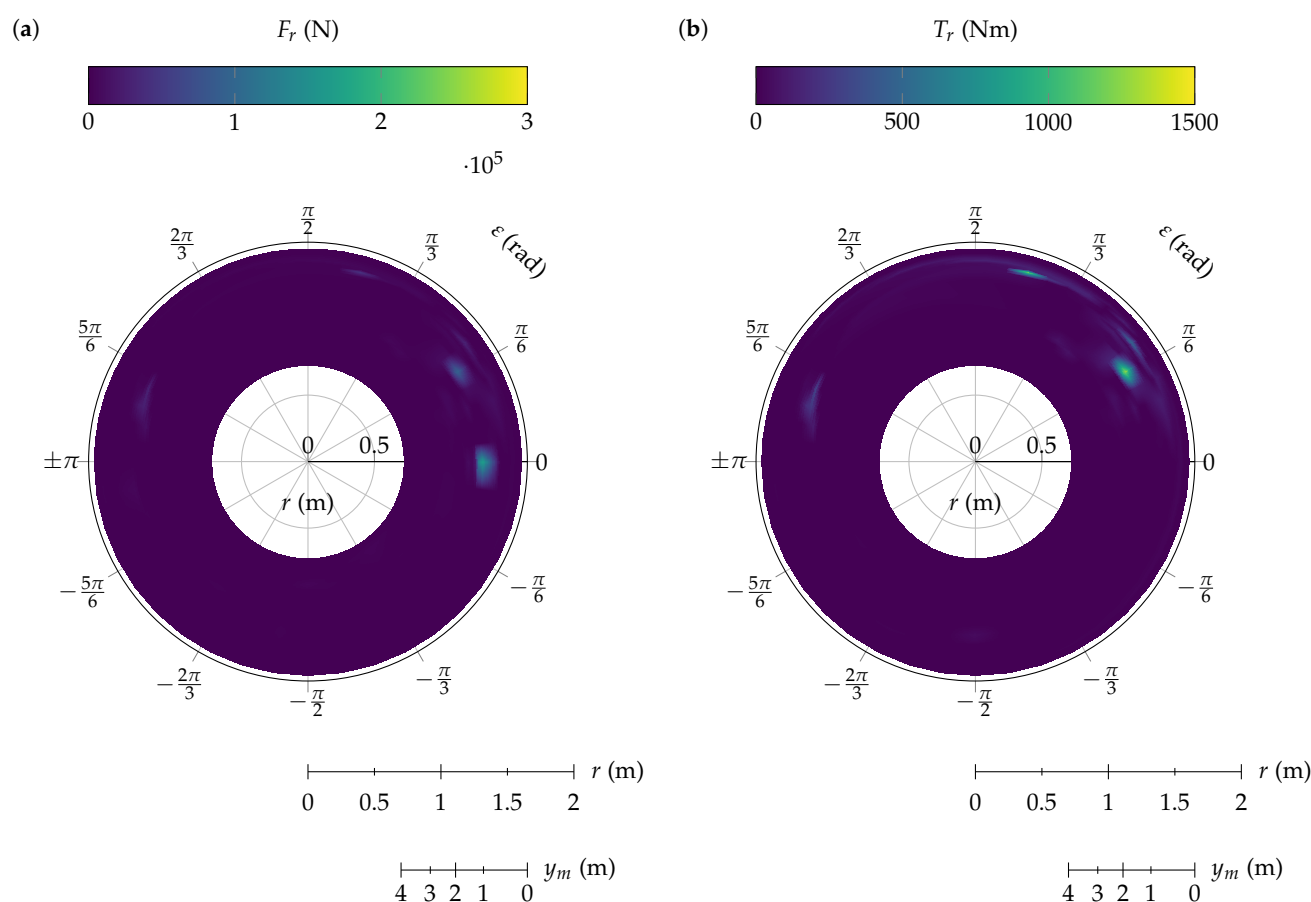 (a) F_r (N) (b) T_r (Nm)
0 1 2 3 0 500 1000 1500
·10^5
π/2 π/2
2π/3 π/3 ε (rad) 2π/3 π/3 ε (rad)
5π/6 π/6 5π/6 π/6
0 0.5 0 0.5
±π 0 ±π 0
r (m) r (m)
−5π/6 −π/6 −5π/6 −π/6
−2π/3 −π/3 −2π/3 −π/3
−π/2 −π/2
r (m) r (m)
0 0.5 1 1.5 2 0 0.5 1 1.5 2
y_m (m) y_m (m)
4 3 2 1 0 4 3 2 1 0